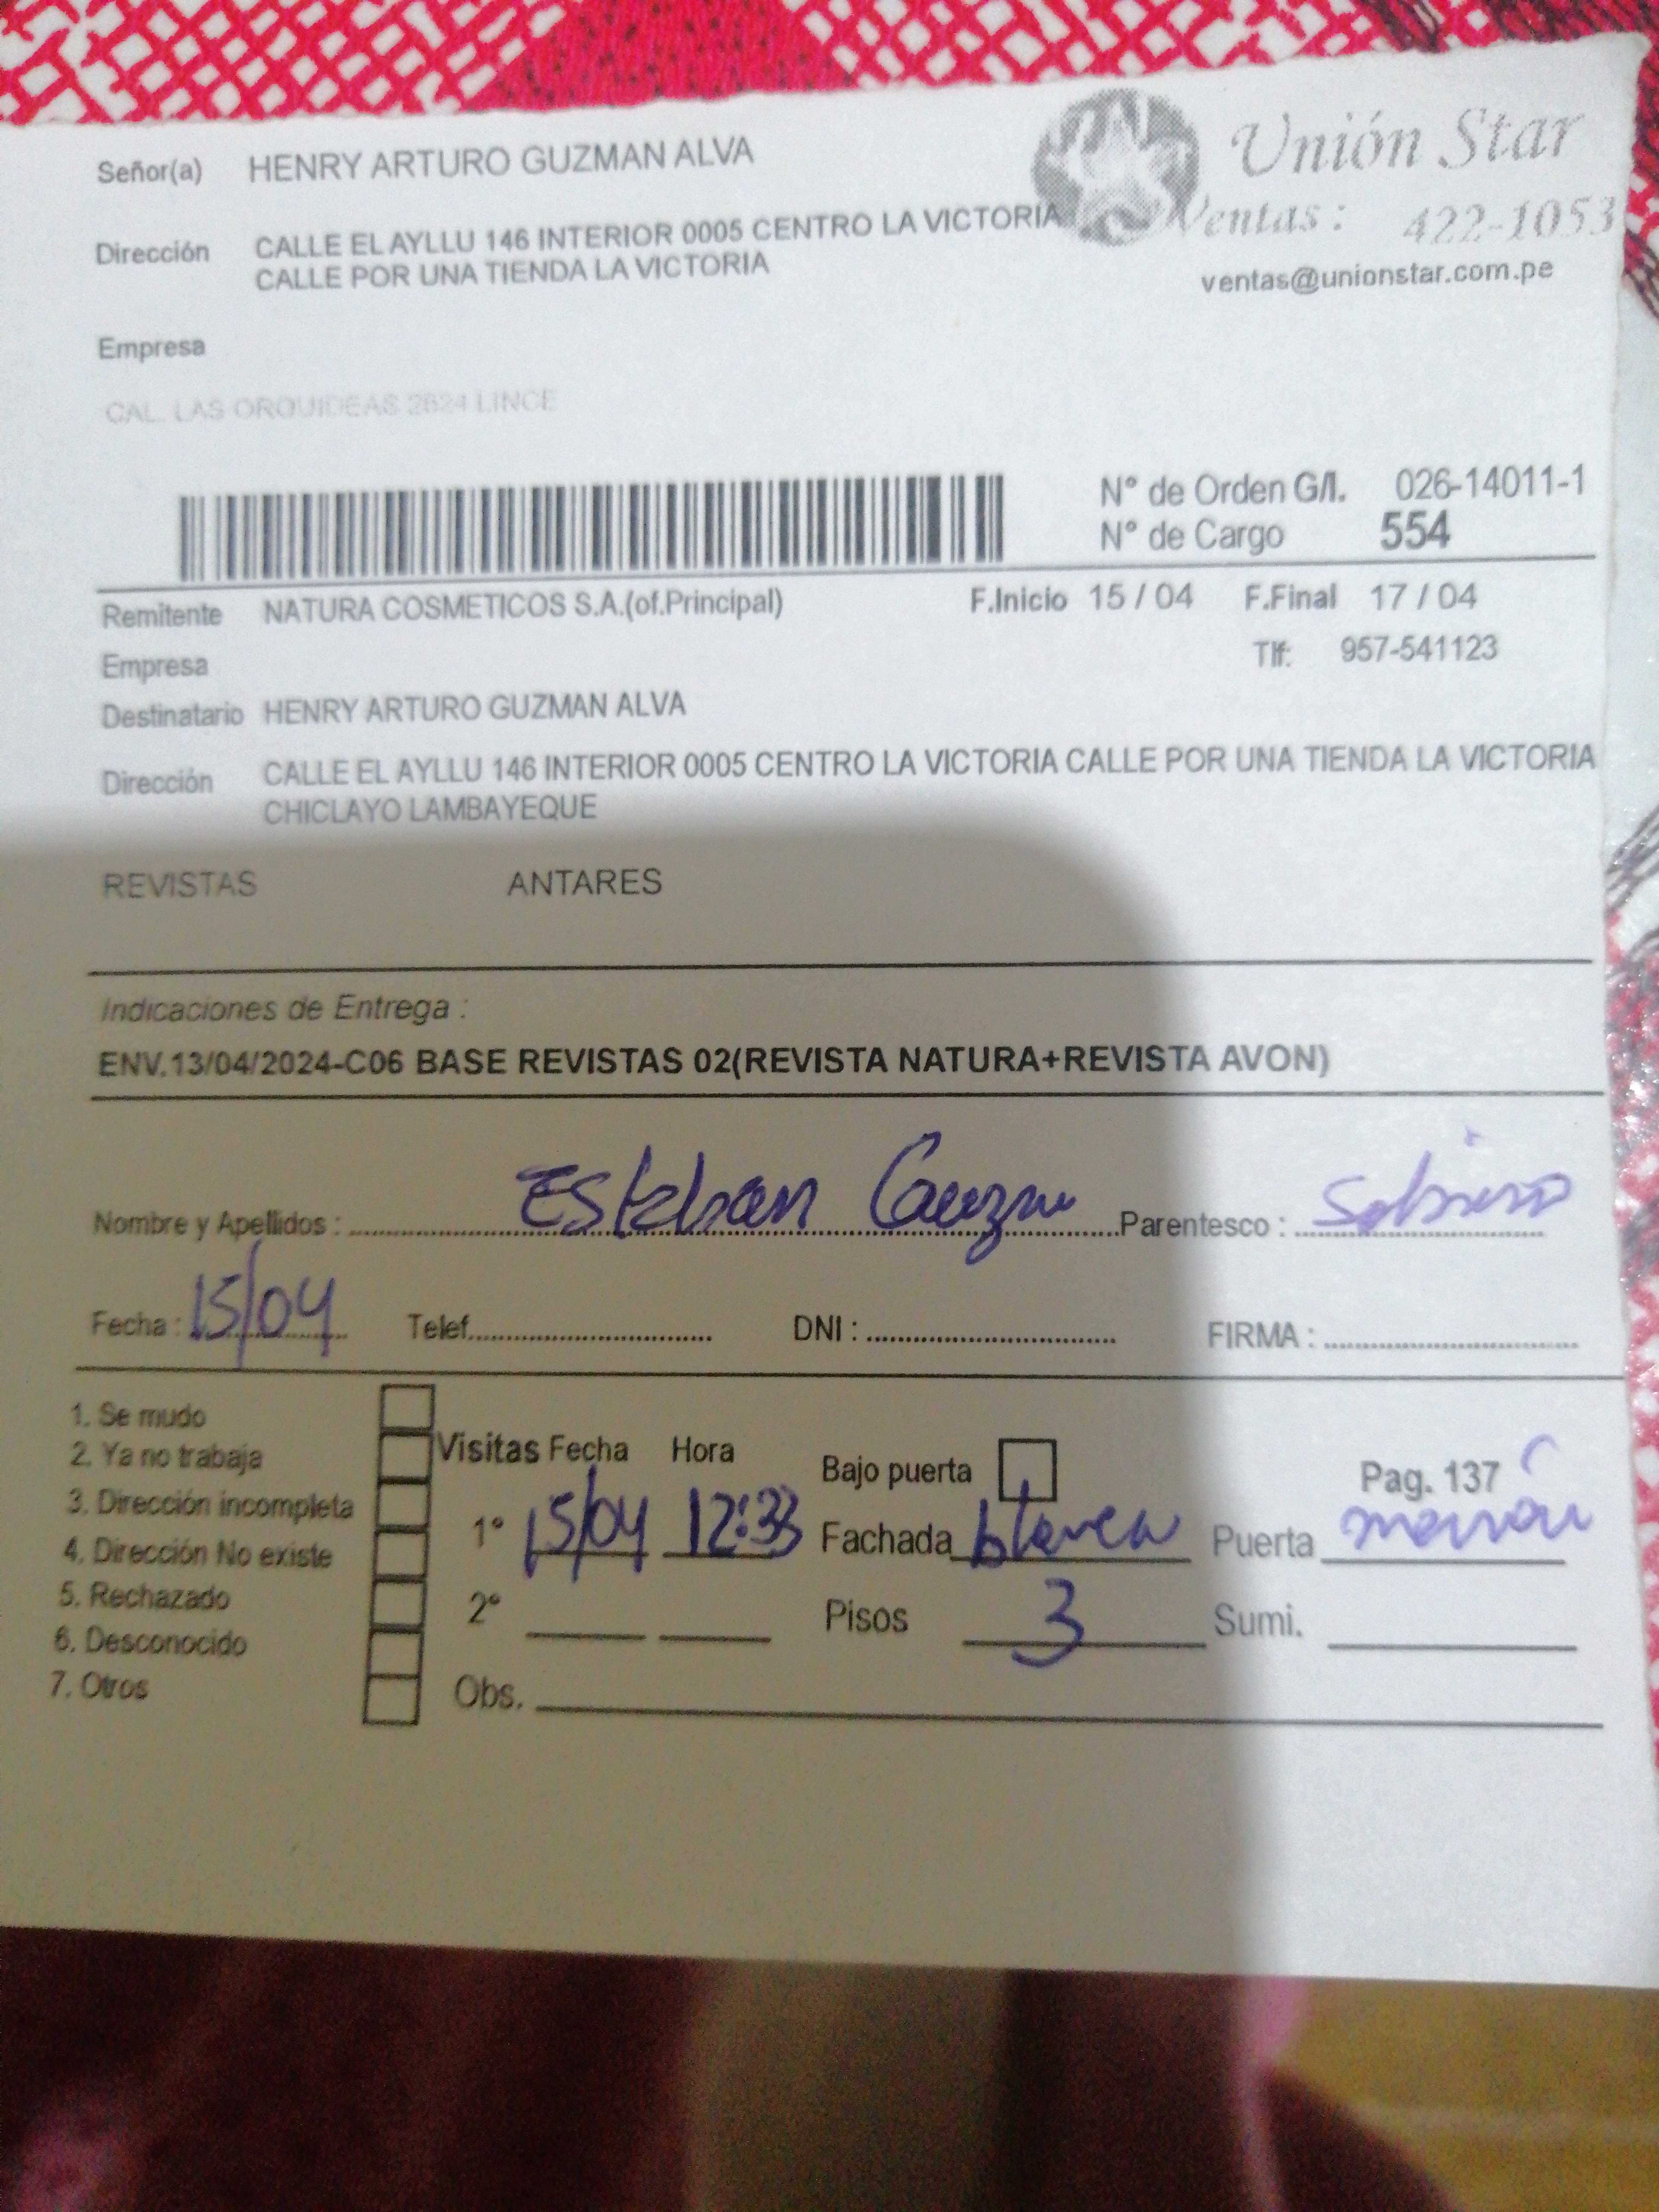 Señor(a) HENRY ARTURO GUZMAN ALVA
Unión Star
Ventas: 422-1053
ventas@unionstar.com.pe
Dirección CALLE EL AYLLU 146 INTERIOR 0005 CENTRO LA VICTORIA
CALLE POR UNA TIENDA LA VICTORIA
Empresa
CAL. LAS ORQUIDEAS 2624 LINCE
N° de Orden G/I. 026-14011-1
N° de Cargo 554
Remitente NATURA COSMETICOS S.A.(of.Principal) F.Inicio 15 / 04 F.Final 17 / 04
Empresa Tlf: 957-541123
Destinatario HENRY ARTURO GUZMAN ALVA
Dirección CALLE EL AYLLU 146 INTERIOR 0005 CENTRO LA VICTORIA CALLE POR UNA TIENDA LA VICTORIA
CHICLAYO LAMBAYEQUE
REVISTAS ANTARES
Indicaciones de Entrega :
ENV.13/04/2024-C06 BASE REVISTAS 02(REVISTA NATURA+REVISTA AVON)
Nombre y Apellidos : Esteban Guzman Parentesco : Sobrino
Fecha : 15/04 Telef. DNI : FIRMA :
1. Se mudo
2. Ya no trabaja
3. Dirección incompleta
4. Dirección No existe
5. Rechazado
6. Desconocido
7. Otros
Visitas Fecha Hora Bajo puerta Pag. 137
1° 15/04 12:33 Fachada blanca Puerta marrón
2° Pisos 3 Sumi.
Obs.